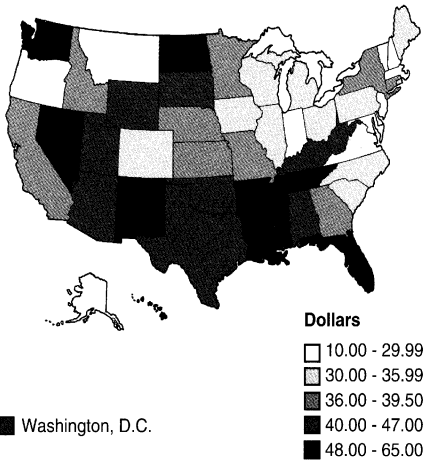 Dollars
10.00 - 29.99
30.00 - 35.99
36.00 - 39.50
40.00 - 47.00
48.00 - 65.00
Washington, D.C.